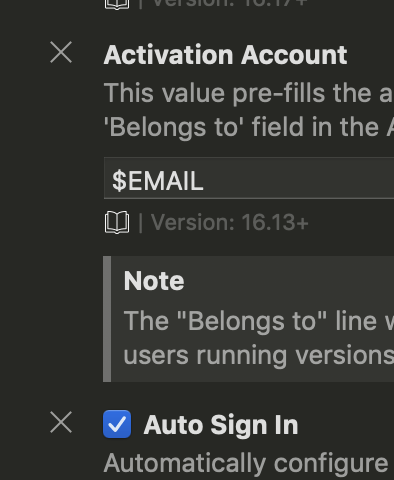 | Version: 16.17+
Activation Account
This value pre-fills the a
'Belongs to' field in the A
$EMAIL
| Version: 16.13+
Note
The "Belongs to" line w
users running versions
Auto Sign In
Automatically configure